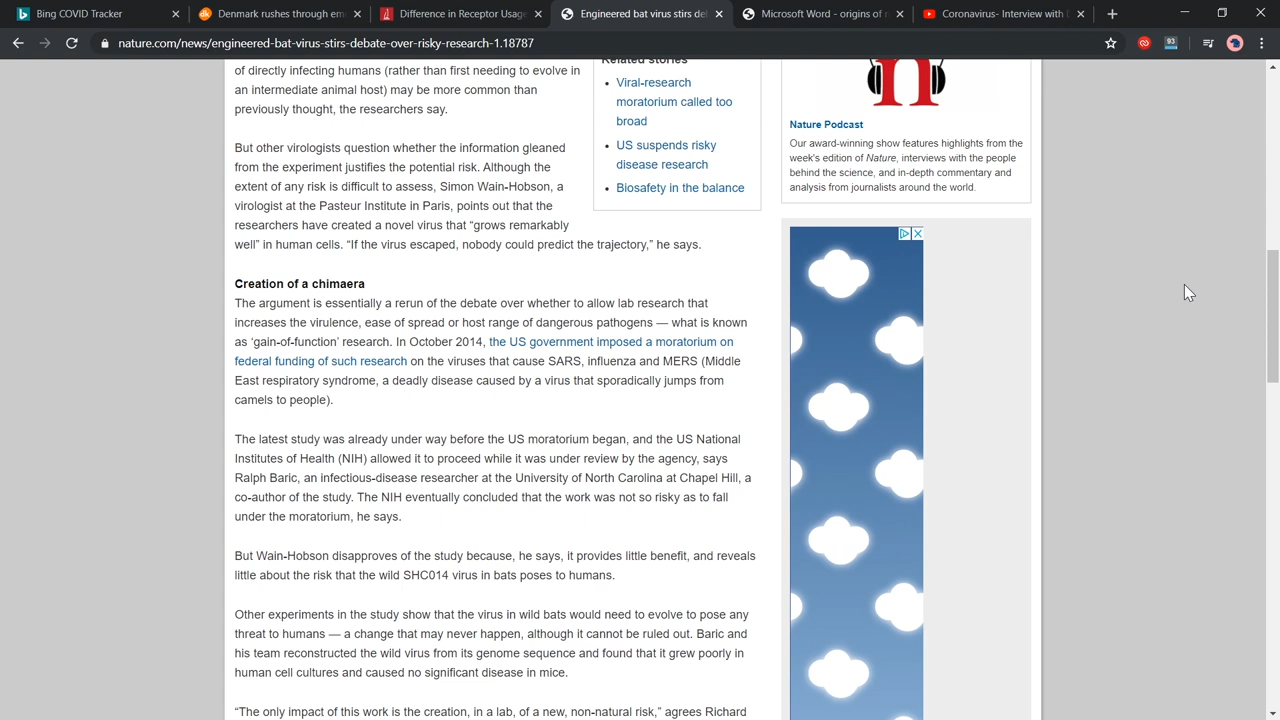 Bing COVID Tracker
Denmark rushes through em
Difference in Receptor Usage
Engineered bat virus stirs de
Microsoft Word - origins of
Coronavirus- Interview with
nature.com/news/engineered-bat-virus-stirs-debate-over-risky-research-1.18787
93
of directly infecting humans (rather than first needing to evolve in
an intermediate animal host) may be more common than
previously thought, the researchers say.
But other virologists question whether the information gleaned
from the experiment justifies the potential risk. Although the
extent of any risk is difficult to assess, Simon Wain-Hobson, a
virologist at the Pasteur Institute in Paris, points out that the
researchers have created a novel virus that “grows remarkably
well” in human cells. “If the virus escaped, nobody could predict the trajectory,” he says.
Creation of a chimaera
The argument is essentially a rerun of the debate over whether to allow lab research that
increases the virulence, ease of spread or host range of dangerous pathogens — what is known
as ‘gain-of-function’ research. In October 2014, the US government imposed a moratorium on
federal funding of such research on the viruses that cause SARS, influenza and MERS (Middle
East respiratory syndrome, a deadly disease caused by a virus that sporadically jumps from
camels to people).
The latest study was already under way before the US moratorium began, and the US National
Institutes of Health (NIH) allowed it to proceed while it was under review by the agency, says
Ralph Baric, an infectious-disease researcher at the University of North Carolina at Chapel Hill, a
co-author of the study. The NIH eventually concluded that the work was not so risky as to fall
under the moratorium, he says.
But Wain-Hobson disapproves of the study because, he says, it provides little benefit, and reveals
little about the risk that the wild SHC014 virus in bats poses to humans.
Other experiments in the study show that the virus in wild bats would need to evolve to pose any
threat to humans — a change that may never happen, although it cannot be ruled out. Baric and
his team reconstructed the wild virus from its genome sequence and found that it grew poorly in
human cell cultures and caused no significant disease in mice.
“The only impact of this work is the creation, in a lab, of a new, non-natural risk,” agrees Richard
Related stories
Viral-research
moratorium called too
broad
US suspends risky
disease research
Biosafety in the balance
n
Nature Podcast
Our award-winning show features highlights from the
week's edition of Nature, interviews with the people
behind the science, and in-depth commentary and
analysis from journalists around the world.